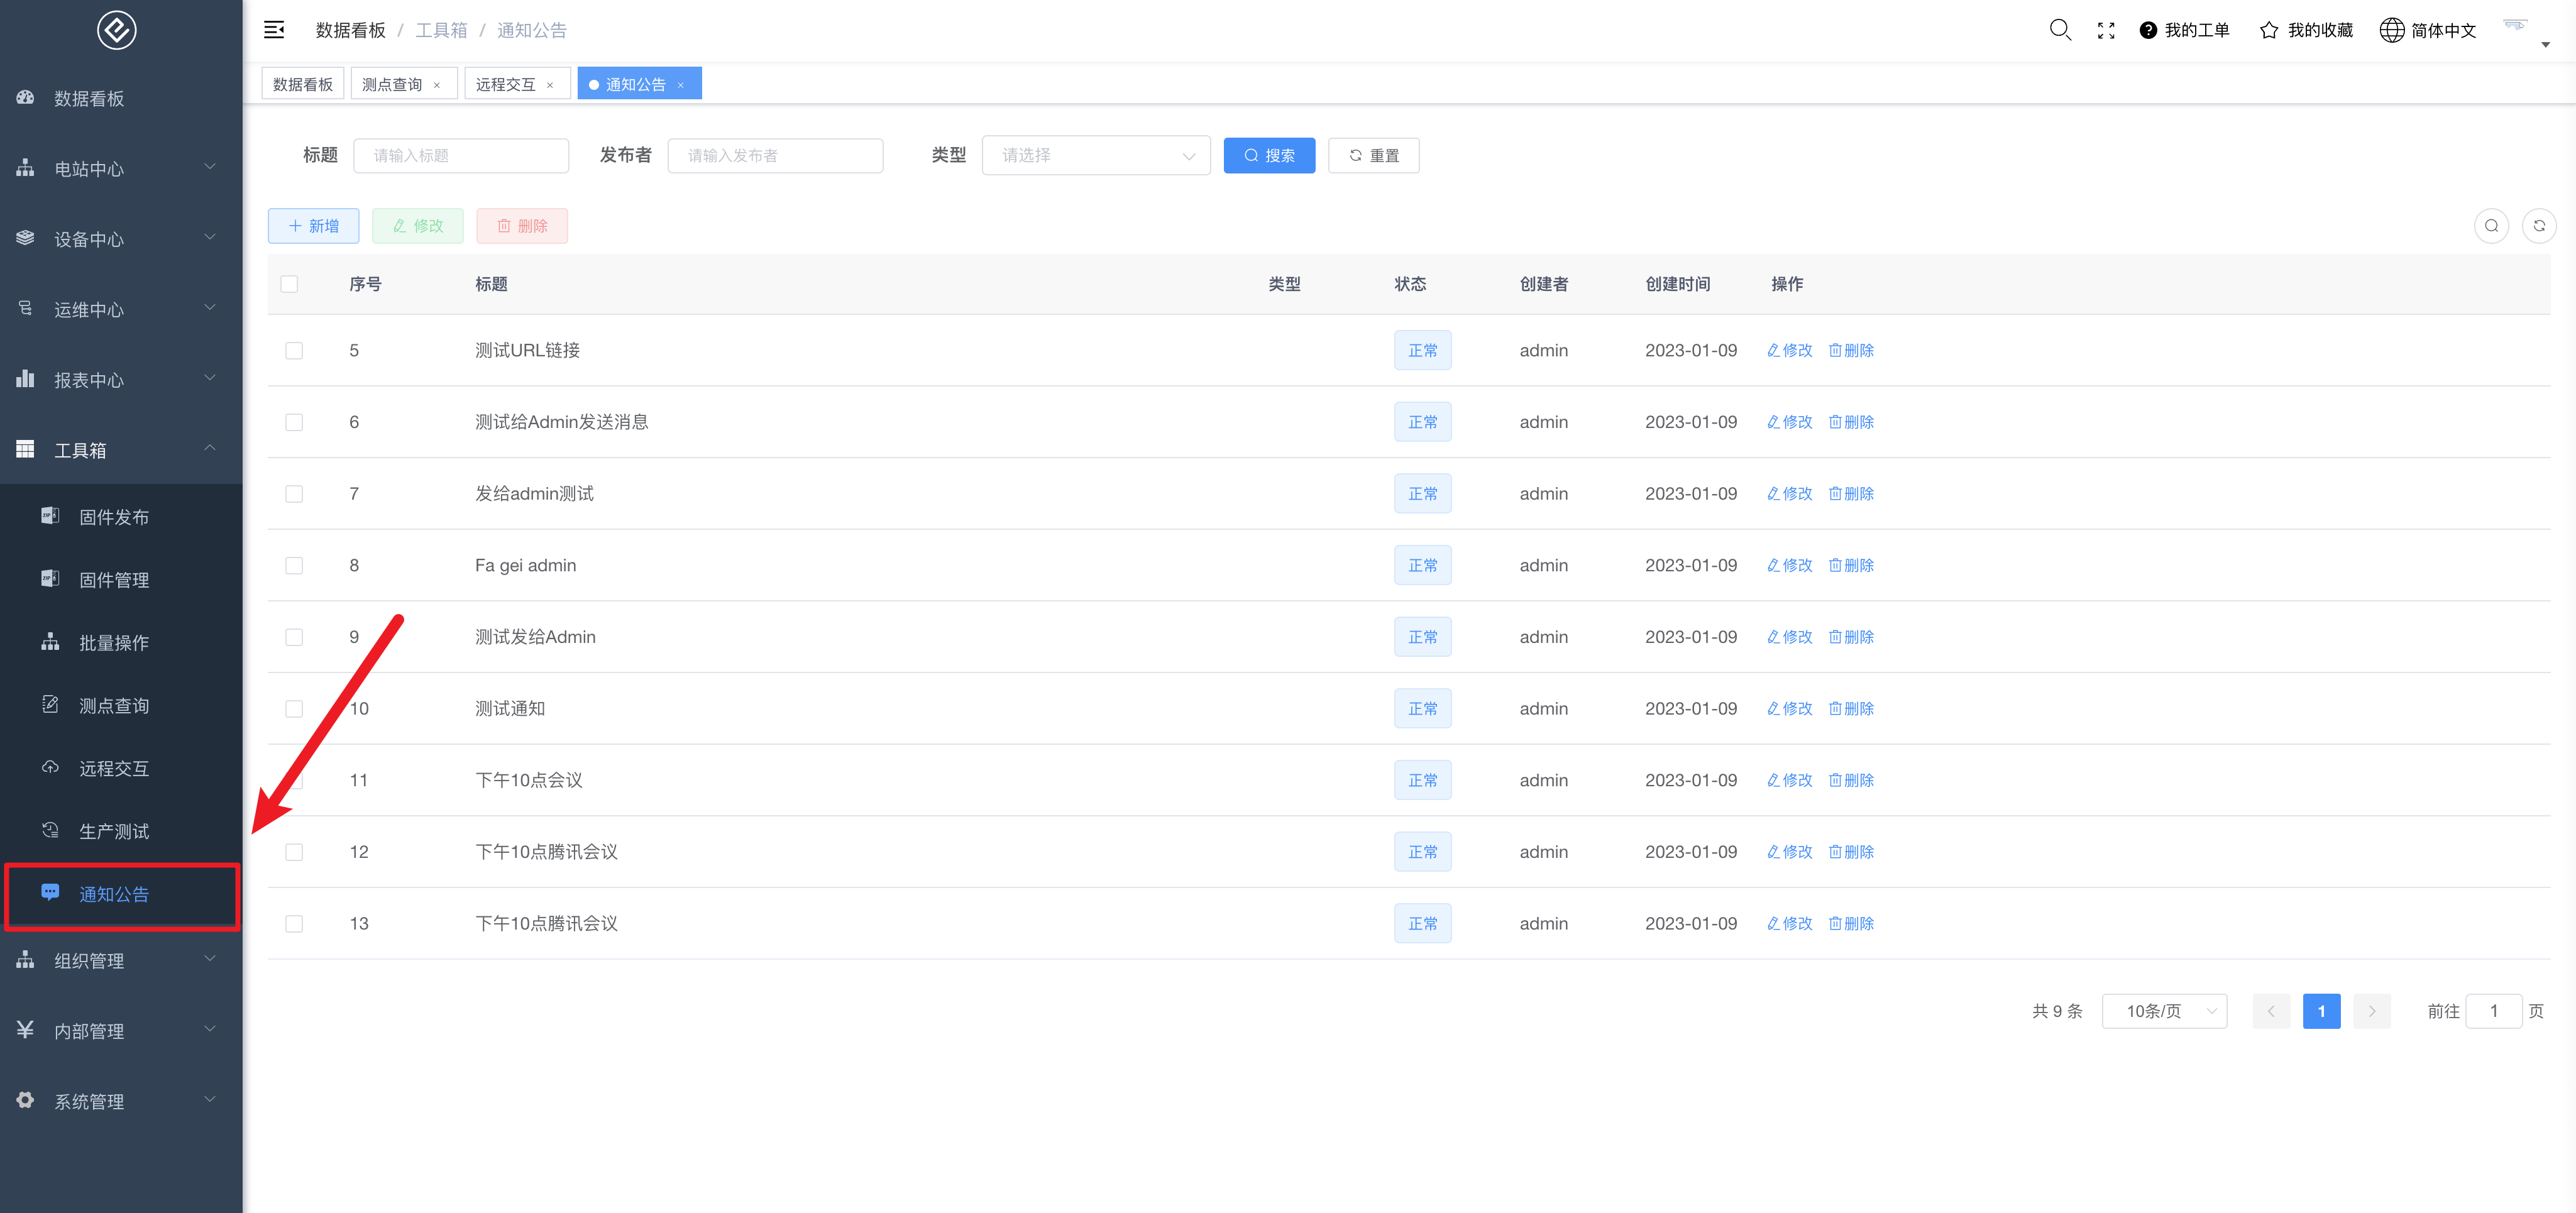 数据看板
电站中心
设备中心
运维中心
报表中心
工具箱
固件发布
固件管理
批量操作
测点查询
远程交互
生产测试
通知公告
组织管理
内部管理
系统管理
数据看板 / 工具箱 / 通知公告
我的工单 我的收藏 简体中文
数据看板 测点查询 × 远程交互 × 通知公告 ×
标题 请输入标题 发布者 请输入发布者 类型 请选择 搜索 重置
新增 修改 删除
序号 标题 类型 状态 创建者 创建时间 操作
5 测试URL链接 正常 admin 2023-01-09 修改 删除
6 测试给Admin发送消息 正常 admin 2023-01-09 修改 删除
7 发给admin测试 正常 admin 2023-01-09 修改 删除
8 Fa gei admin 正常 admin 2023-01-09 修改 删除
9 测试发给Admin 正常 admin 2023-01-09 修改 删除
10 测试通知 正常 admin 2023-01-09 修改 删除
11 下午10点会议 正常 admin 2023-01-09 修改 删除
12 下午10点腾讯会议 正常 admin 2023-01-09 修改 删除
13 下午10点腾讯会议 正常 admin 2023-01-09 修改 删除
共 9 条 10条/页 1 前往 1 页